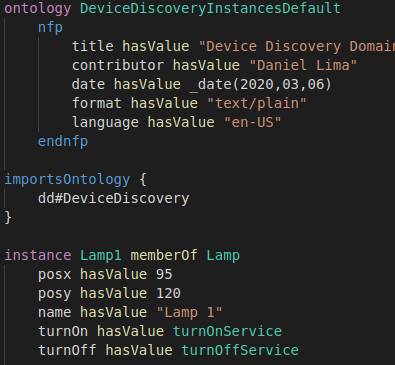 ontology DeviceDiscoveryInstancesDefault
nfp
title hasValue "Device Discovery Domain
contributor hasValue "Daniel Lima"
date hasValue _date(2020,03,06)
format hasValue "text/plain"
language hasValue "en-US"
endnfp
importsOntology {
dd#DeviceDiscovery
}
instance Lamp1 memberOf Lamp
posx hasValue 95
posy hasValue 120
name hasValue "Lamp 1"
turnOn hasValue turnOnService
turnOff hasValue turnOffService